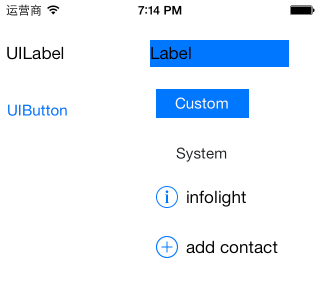 运营商 7:14 PM
UILabel Label
Custom
UIButton
System
infolight
add contact